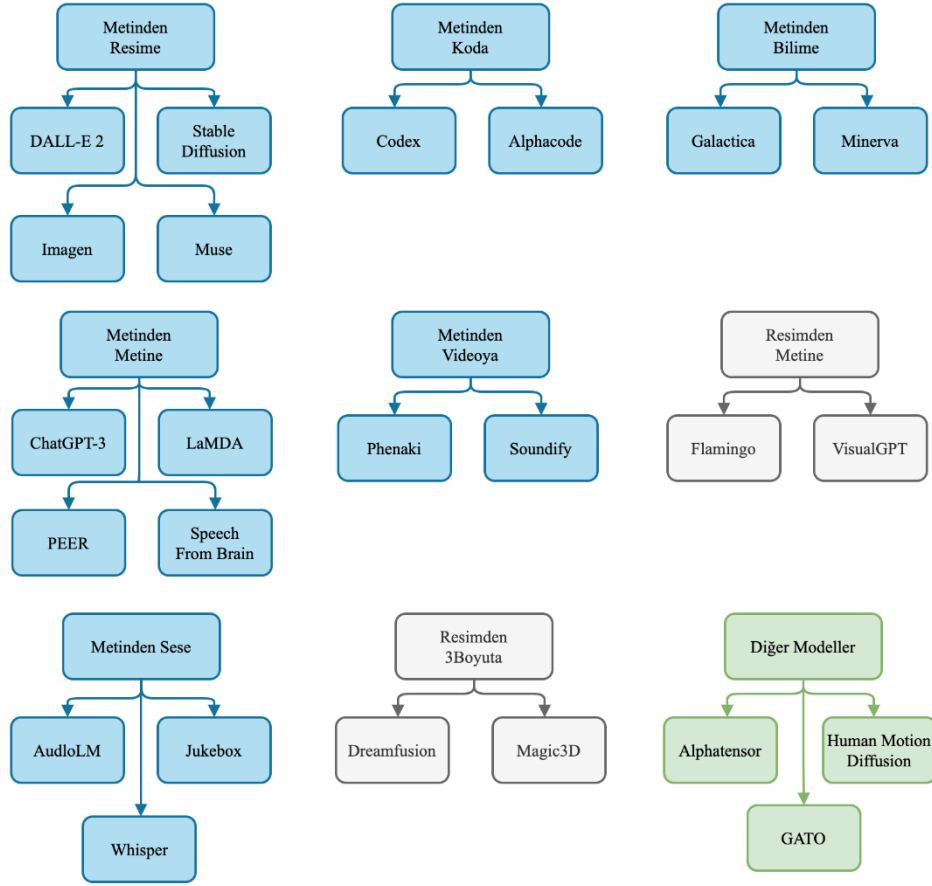 Metinden
Resime
DALL-E 2
Stable
Diffusion
Imagen
Muse
Metinden
Koda
Codex
Alphacode
Metinden
Bilime
Galactica
Minerva
Metinden
Metine
ChatGPT-3
LaMDA
PEER
Speech
From Brain
Metinden
Videoya
Phenaki
Soundify
Resimden
Metine
Flamingo
VisualGPT
Metinden Sese
AudloLM
Jukebox
Whisper
Resimden
3Boyuta
Dreamfusion
Magic3D
Diğer Modeller
Alphatensor
Human Motion
Diffusion
GATO